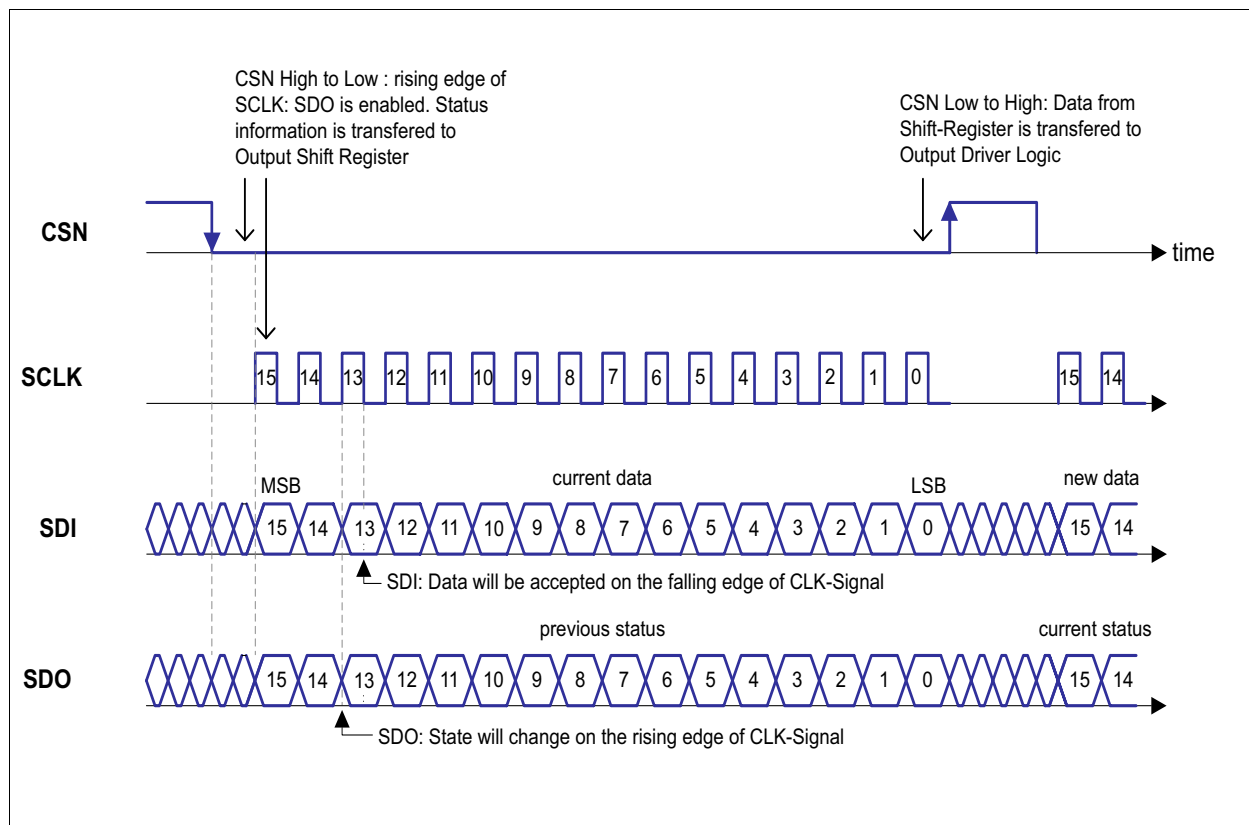 CSN High to Low : rising edge of
SCLK: SDO is enabled. Status
information is transfered to
Output Shift Register
CSN Low to High: Data from
Shift-Register is transfered to
Output Driver Logic
CSN
time
SCLK
15 14 13 12 11 10 9 8 7 6 5 4 3 2 1 0 15 14
MSB current data LSB new data
SDI
15 14 13 12 11 10 9 8 7 6 5 4 3 2 1 0 15 14
SDI: Data will be accepted on the falling edge of CLK-Signal
previous status current status
SDO
15 14 13 12 11 10 9 8 7 6 5 4 3 2 1 0 15 14
SDO: State will change on the rising edge of CLK-Signal